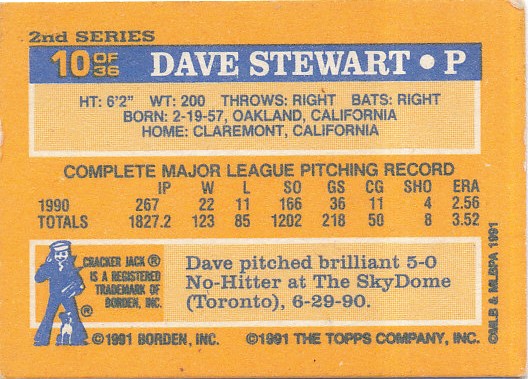 2nd SERIES
10 OF 36 DAVE STEWART • P
HT: 6'2" WT: 200 THROWS: RIGHT BATS: RIGHT
BORN: 2-19-57, OAKLAND, CALIFORNIA
HOME: CLAREMONT, CALIFORNIA
COMPLETE MAJOR LEAGUE PITCHING RECORD
IP W L SO GS CG SHO ERA
1990 267 22 11 166 36 11 4 2.56
TOTALS 1827.2 123 85 1202 218 50 8 3.52
CRACKER JACK ®
IS A REGISTERED
TRADEMARK OF
BORDEN, INC.
®
Dave pitched brilliant 5-0
No-Hitter at The SkyDome
(Toronto), 6-29-90.
©1991 BORDEN, INC. ©1991 THE TOPPS COMPANY, INC.
©MLB & MLBPA 1991